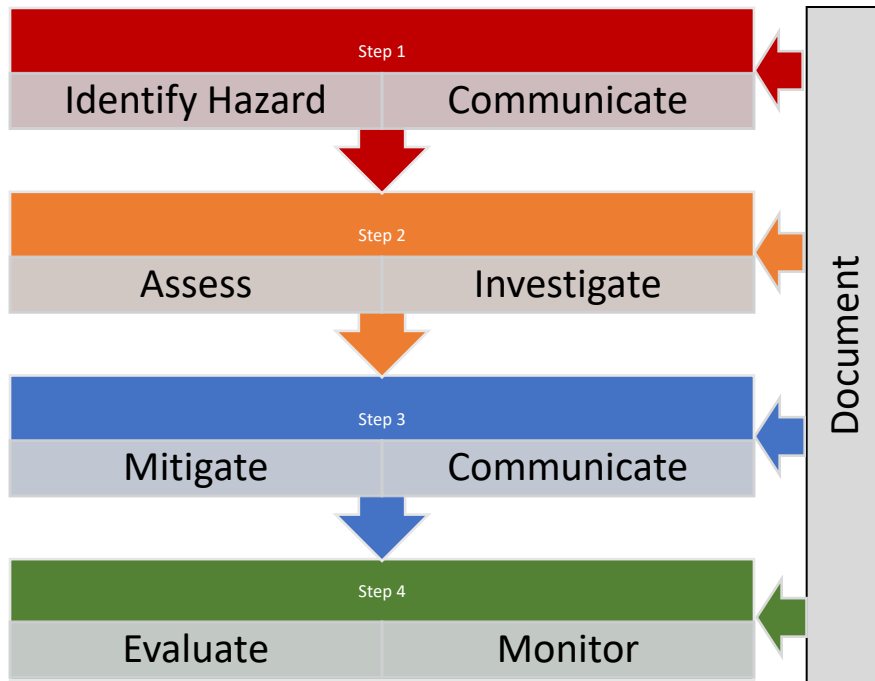 Step 1
Identify Hazard
Communicate
Step 2
Assess
Investigate
Step 3
Mitigate
Communicate
Step 4
Evaluate
Monitor
Document